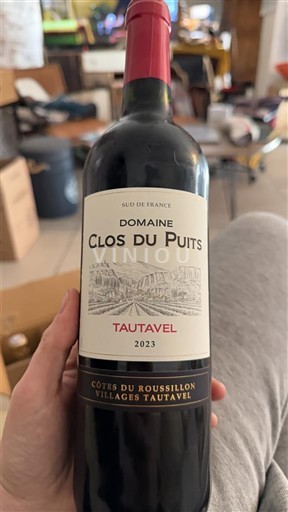 SUD DE FRANCE
DOMAINE
CLOS DU PUITS
VINIOU
TAUTAVEL
2023
CÔTES DU ROUSSILLON
VILLAGES TAUTAVEL